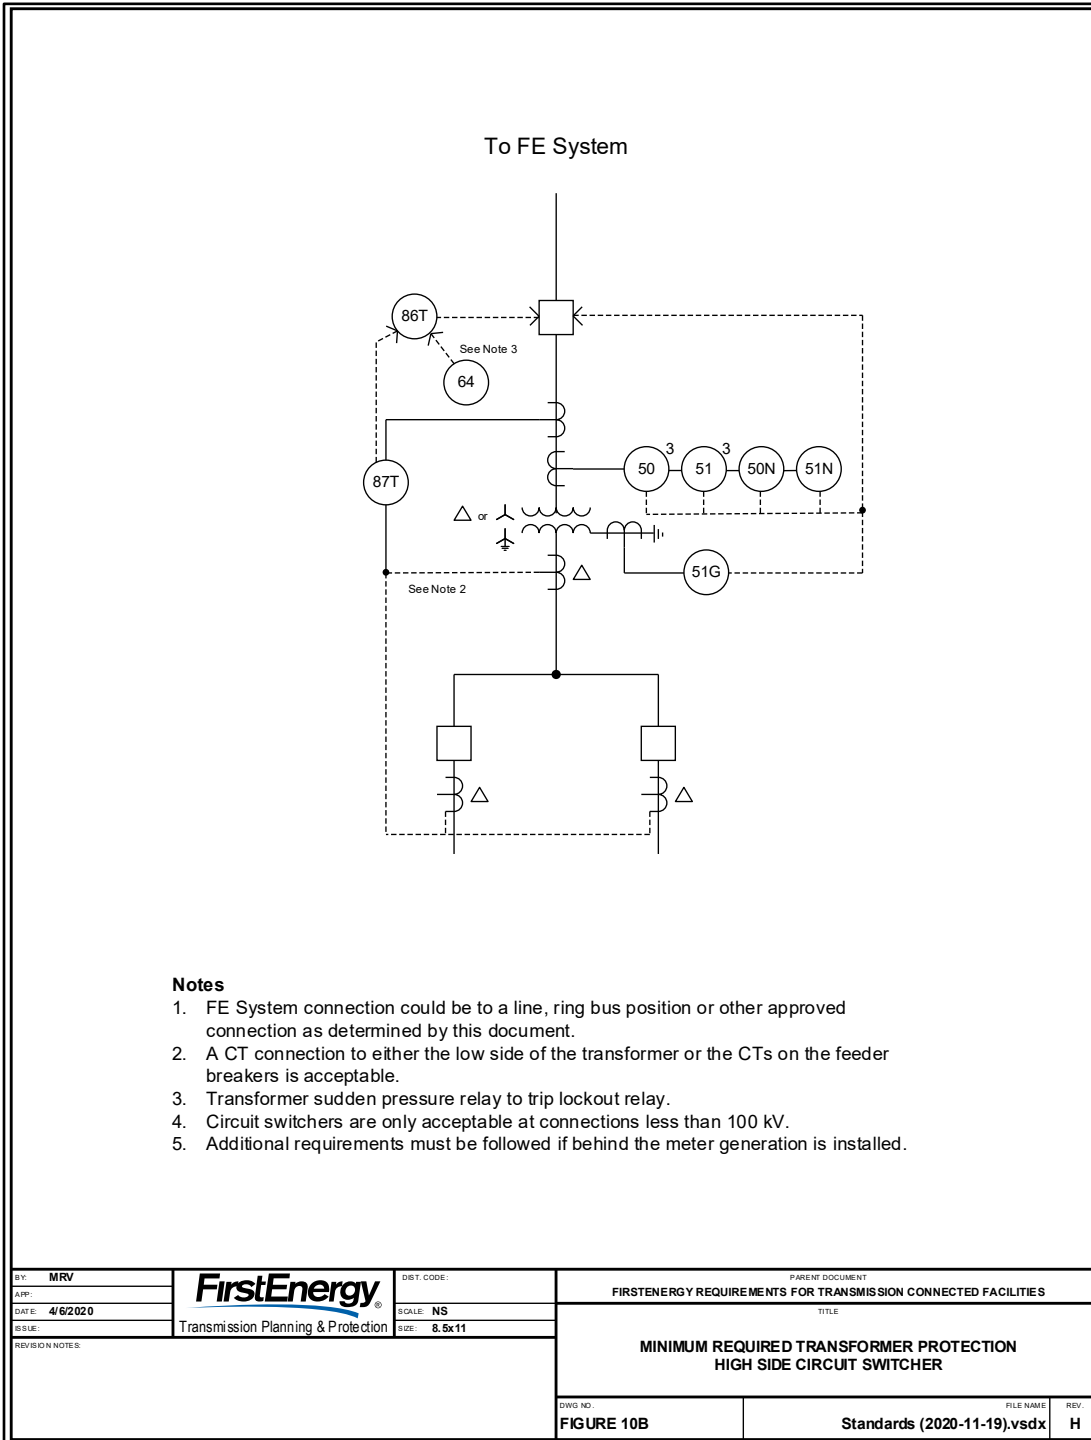 To FE System
86T
See Note 3
64
87T
50
3
51
3
50N
51N
or
51G
See Note 2
Notes
1. FE System connection could be to a line, ring bus position or other approved
connection as determined by this document.
2. A CT connection to either the low side of the transformer or the CTs on the feeder
breakers is acceptable.
3. Transformer sudden pressure relay to trip lockout relay.
4. Circuit switchers are only acceptable at connections less than 100 kV.
5. Additional requirements must be followed if behind the meter generation is installed.
BY: MRV
APP:
DATE: 4/6/2020
ISSUE:
REVISION NOTES:
FirstEnergy®
Transmission Planning & Protection
DIST. CODE:
SCALE: NS
SIZE: 8.5x11
PARENT DOCUMENT
FIRSTENERGY REQUIREMENTS FOR TRANSMISSION CONNECTED FACILITIES
TITLE
MINIMUM REQUIRED TRANSFORMER PROTECTION
HIGH SIDE CIRCUIT SWITCHER
DWG NO.
FIGURE 10B
FILE NAME
Standards (2020-11-19).vsdx
REV.
H